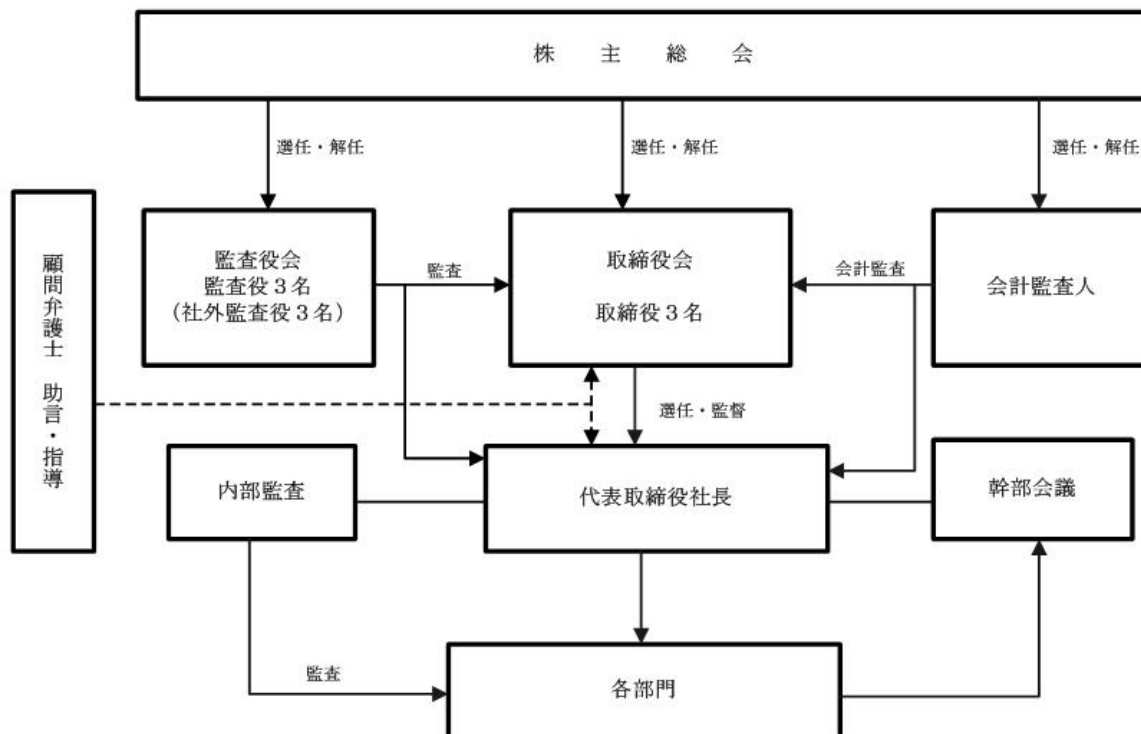 株　主　総　会
選任・解任
選任・解任
選任・解任
顧問弁護士　助言・指導
監査役会
監査役３名
（社外監査役３名）
監査
取締役会
取締役３名
会計監査
会計監査人
選任・監督
内部監査
代表取締役社長
幹部会議
監査
各部門